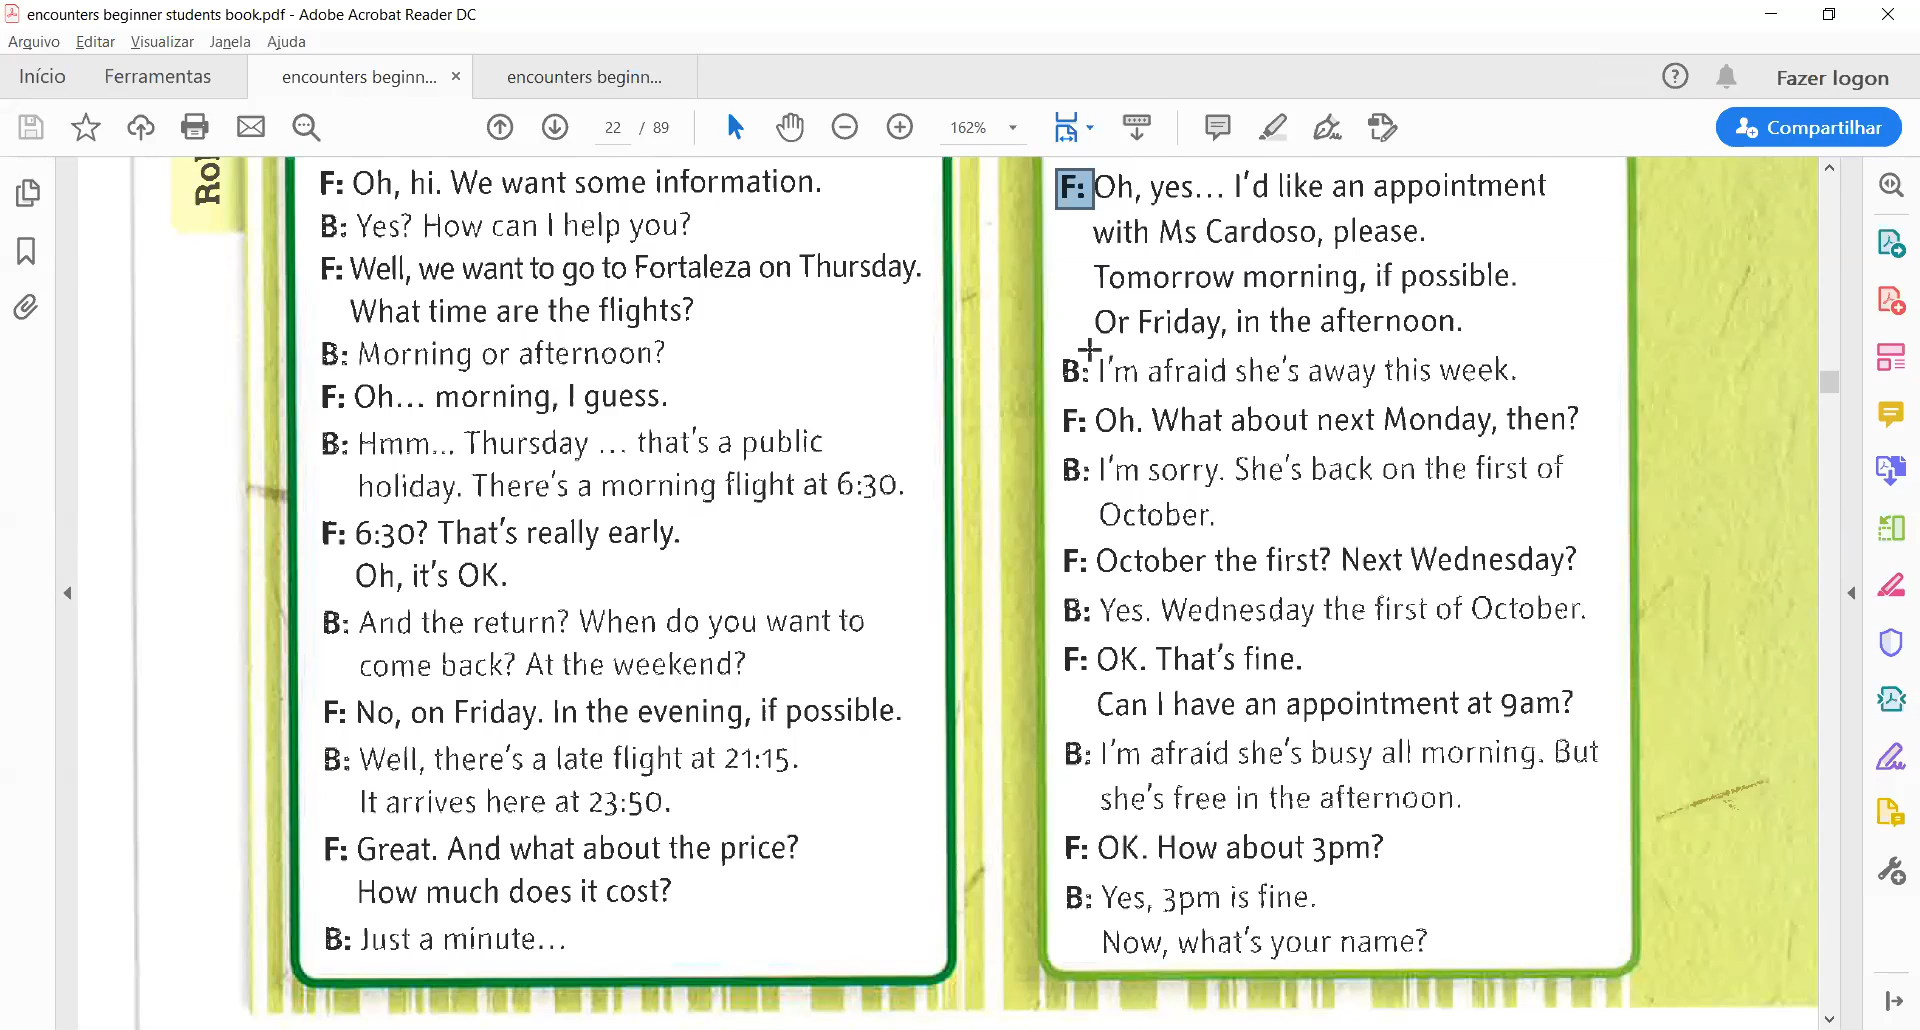 encounters beginner students book.pdf - Adobe Acrobat Reader DC
Arquivo Editar Visualizar Janela Ajuda
Início Ferramentas encounters beginn... × encounters beginn... Fazer logon
22 / 89 162% Compartilhar
Rol
F: Oh, hi. We want some information.
B: Yes? How can I help you?
F: Well, we want to go to Fortaleza on Thursday.
What time are the flights?
B: Morning or afternoon?
F: Oh... morning, I guess.
B: Hmm... Thursday ... that's a public
holiday. There's a morning flight at 6:30.
F: 6:30? That's really early.
Oh, it's OK.
B: And the return? When do you want to
come back? At the weekend?
F: No, on Friday. In the evening, if possible.
B: Well, there's a late flight at 21:15.
It arrives here at 23:50.
F: Great. And what about the price?
How much does it cost?
B: Just a minute...
F: Oh, yes... I'd like an appointment
with Ms Cardoso, please.
Tomorrow morning, if possible.
Or Friday, in the afternoon.
B: I'm afraid she's away this week.
F: Oh. What about next Monday, then?
B: I'm sorry. She's back on the first of
October.
F: October the first? Next Wednesday?
B: Yes. Wednesday the first of October.
F: OK. That's fine.
Can I have an appointment at 9am?
B: I'm afraid she's busy all morning. But
she's free in the afternoon.
F: OK. How about 3pm?
B: Yes, 3pm is fine.
Now, what's your name?